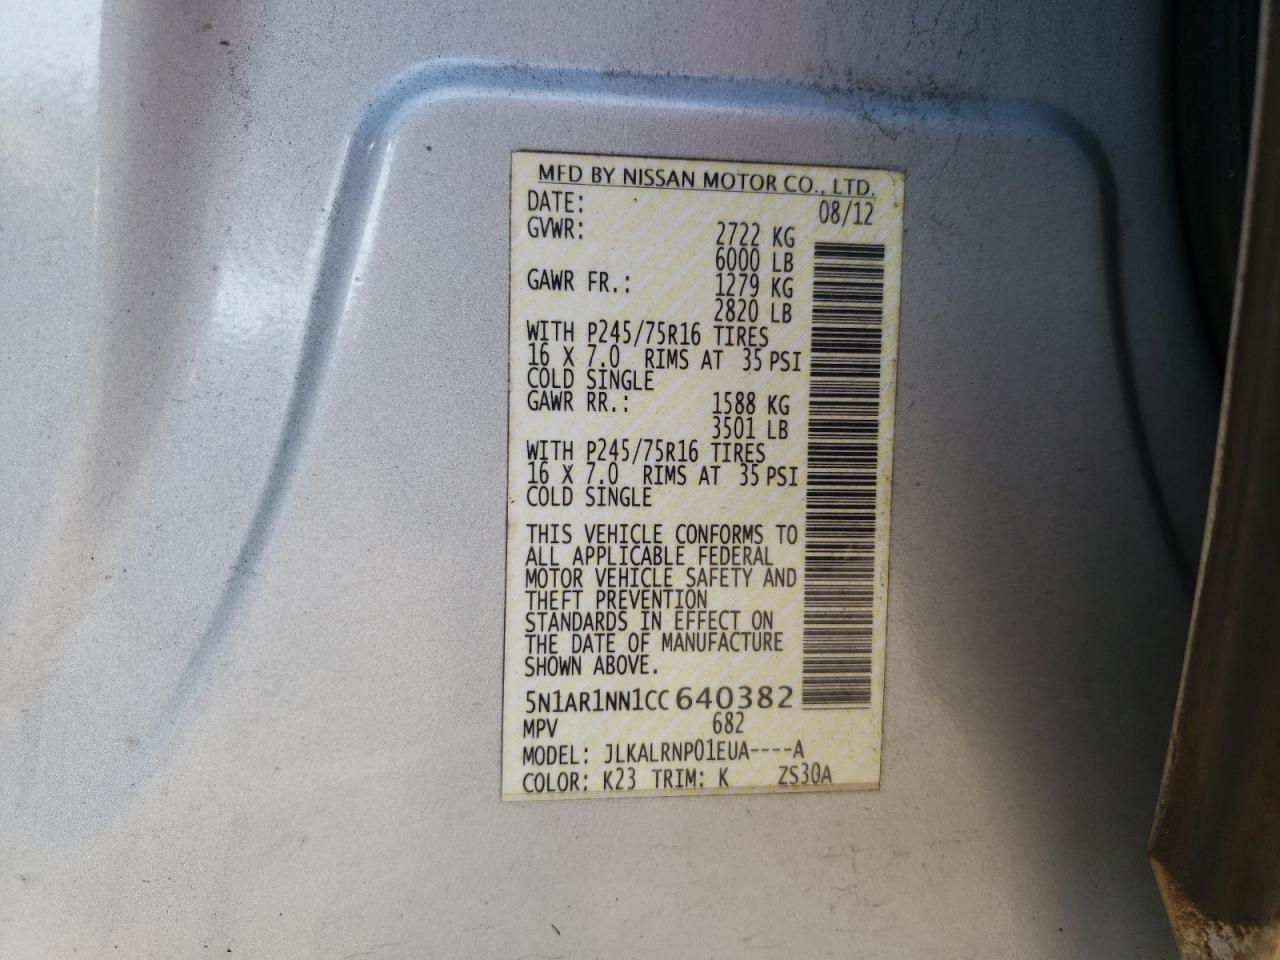 MFD BY NISSAN MOTOR CO., LTD.
DATE: 08/12
GVWR: 2722 KG
6000 LB
GAWR FR.: 1279 KG
2820 LB
WITH P245/75R16 TIRES
16 X 7.0 RIMS AT 35 PSI
COLD SINGLE
GAWR RR.: 1588 KG
3501 LB
WITH P245/75R16 TIRES
16 X 7.0 RIMS AT 35 PSI
COLD SINGLE
THIS VEHICLE CONFORMS TO
ALL APPLICABLE FEDERAL
MOTOR VEHICLE SAFETY AND
THEFT PREVENTION
STANDARDS IN EFFECT ON
THE DATE OF MANUFACTURE
SHOWN ABOVE.
5N1AR1NN1CC640382
MPV 682
MODEL: JLKALRNP01EUA----A
COLOR: K23 TRIM: K ZS30A